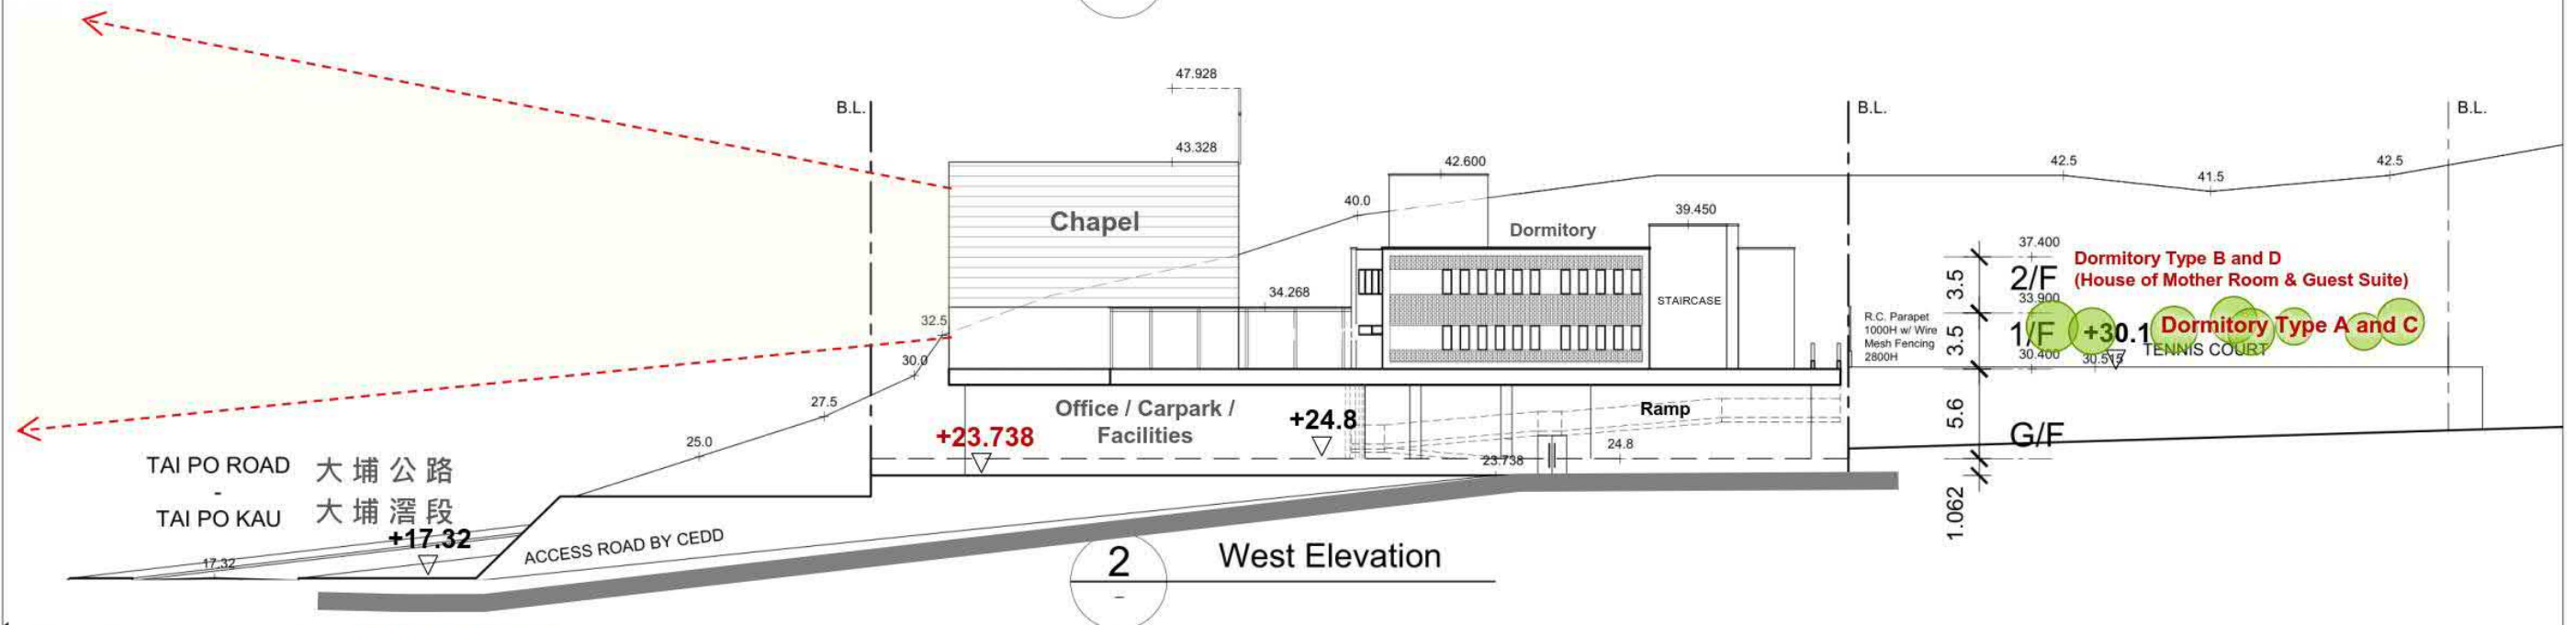 47.928
B.L.
B.L.
B.L.
43.328
42.600
42.5
42.5
41.5
40.0
39.450
Chapel
Dormitory
37.400
Dormitory Type B and D
2/F
(House of Mother Room & Guest Suite)
3.5
33.900
34.268
STAIRCASE
32.5
R.C. Parapet
1000H w/ Wire
Mesh Fencing
2800H
3.5
1/F
+30.1
Dormitory Type A and C
TENNIS COURT
30.400
30.515
30.0
27.5
Office / Carpark /
Facilities
+24.8
Ramp
5.6
G/F
+23.738
25.0
24.8
23.738
TAI PO ROAD
-
TAI PO KAU
大埔公路
大埔滘段
+17.32
17.32
ACCESS ROAD BY CEDD
1.062
2
–
West Elevation